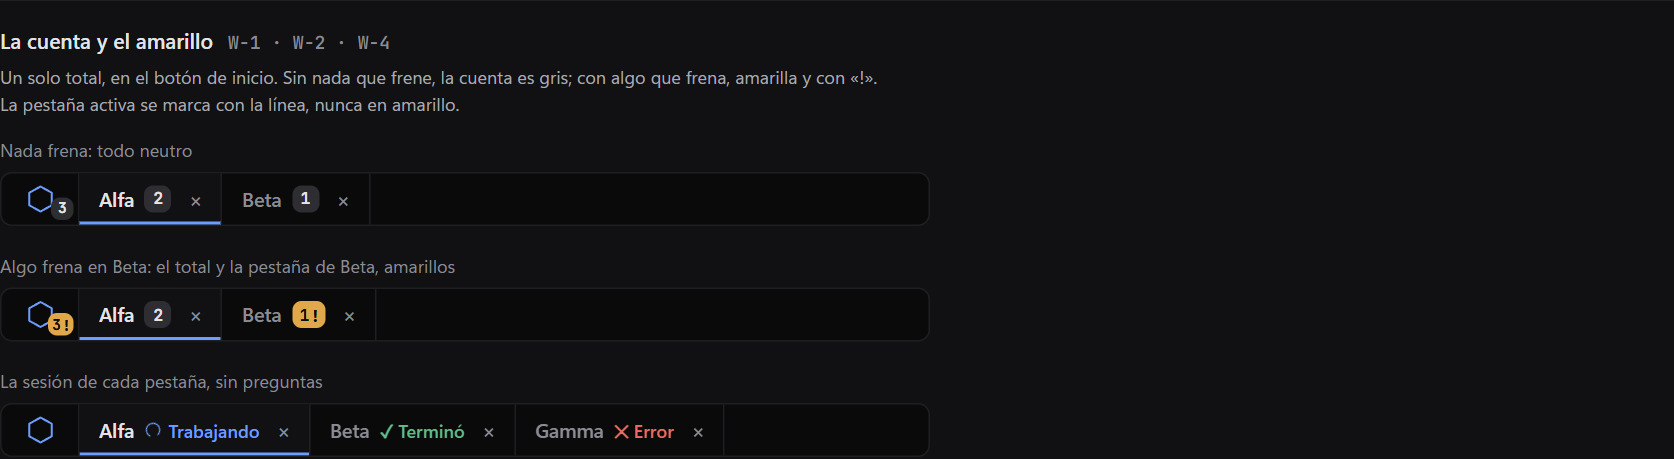 La cuenta y el amarillo W-1 · W-2 · W-4
Un solo total, en el botón de inicio. Sin nada que frene, la cuenta es gris; con algo que frena, amarilla y con «!».
La pestaña activa se marca con la línea, nunca en amarillo.
Nada frena: todo neutro
3 Alfa 2 × Beta 1 ×
Algo frena en Beta: el total y la pestaña de Beta, amarillos
3! Alfa 2 × Beta 1! ×
La sesión de cada pestaña, sin preguntas
Alfa Trabajando × Beta ✓ Terminó × Gamma ✕ Error ×